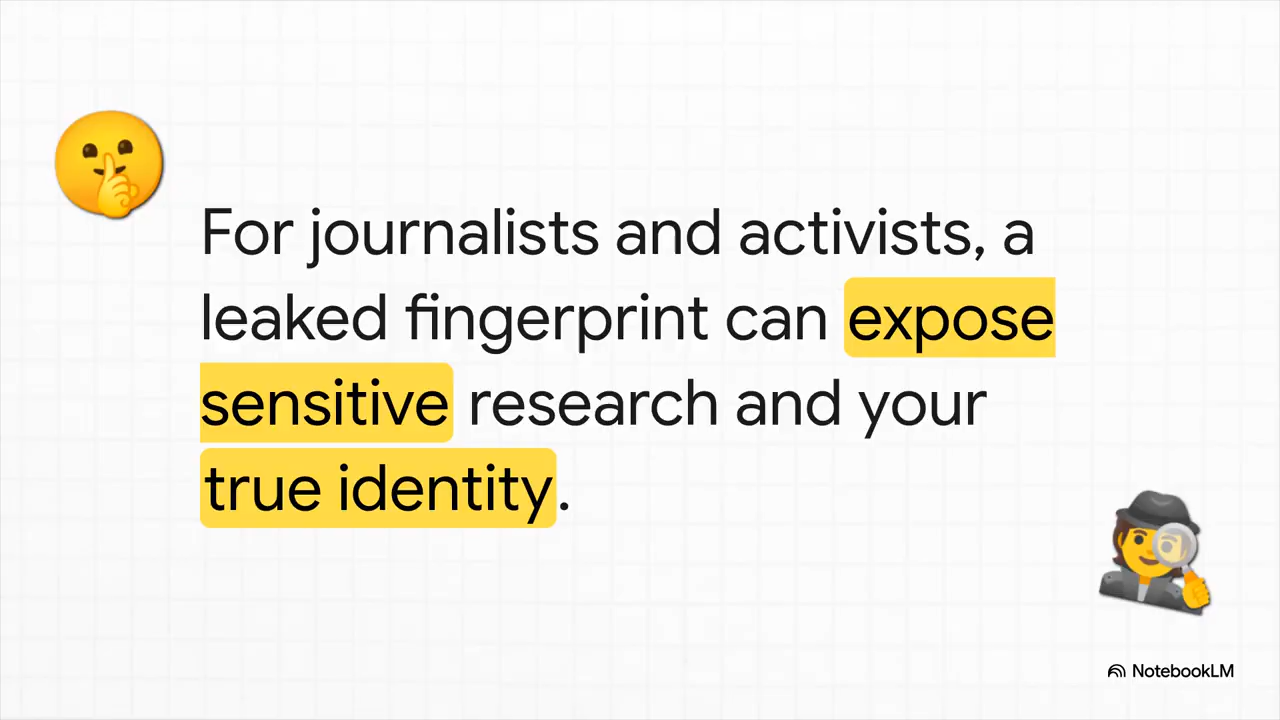 For journalists and activists, a
leaked fingerprint can expose
sensitive research and your
true identity.
NotebookLM